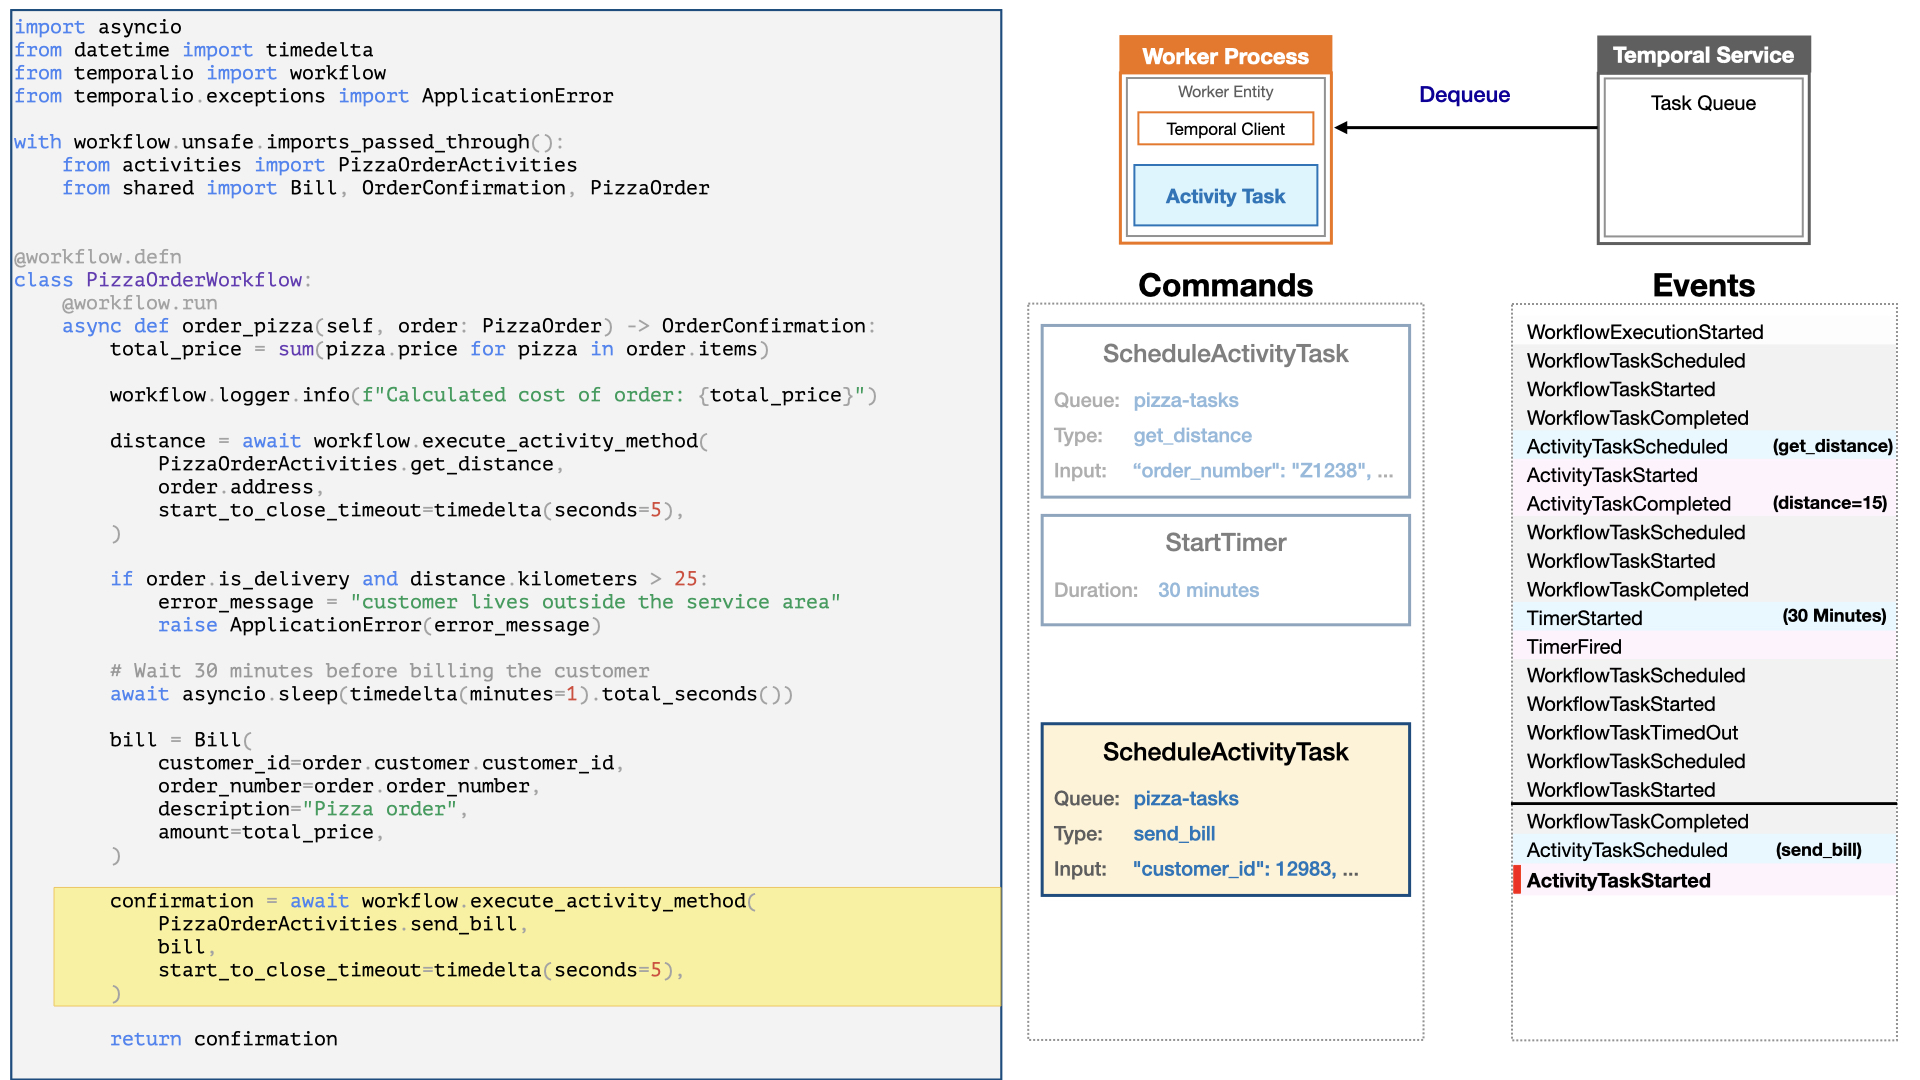 import asyncio
from datetime import timedelta
from temporalio import workflow
from temporalio.exceptions import ApplicationError
with workflow.unsafe.imports_passed_through():
    from activities import PizzaOrderActivities
    from shared import Bill, OrderConfirmation, PizzaOrder
@workflow.defn
class PizzaOrderWorkflow:
    @workflow.run
    async def order_pizza(self, order: PizzaOrder) -> OrderConfirmation:
        total_price = sum(pizza.price for pizza in order.items)
        workflow.logger.info(f"Calculated cost of order: {total_price}")
        distance = await workflow.execute_activity_method(
            PizzaOrderActivities.get_distance,
            order.address,
            start_to_close_timeout=timedelta(seconds=5),
        )
        if order.is_delivery and distance.kilometers > 25:
            error_message = "customer lives outside the service area"
            raise ApplicationError(error_message)
        # Wait 30 minutes before billing the customer
        await asyncio.sleep(timedelta(minutes=1).total_seconds())
        bill = Bill(
            customer_id=order.customer.customer_id,
            order_number=order.order_number,
            description="Pizza order",
            amount=total_price,
        )
        confirmation = await workflow.execute_activity_method(
            PizzaOrderActivities.send_bill,
            bill,
            start_to_close_timeout=timedelta(seconds=5),
        )
        return confirmation
Worker Process
Worker Entity
Temporal Client
Activity Task
Dequeue
Temporal Service
Task Queue
Commands
ScheduleActivityTask
Queue: pizza-tasks
Type: get_distance
Input: “order_number": "Z1238", ...
StartTimer
Duration: 30 minutes
ScheduleActivityTask
Queue: pizza-tasks
Type: send_bill
Input: "customer_id": 12983, ...
Events
WorkflowExecutionStarted
WorkflowTaskScheduled
WorkflowTaskStarted
WorkflowTaskCompleted
ActivityTaskScheduled (get_distance)
ActivityTaskStarted
ActivityTaskCompleted (distance=15)
WorkflowTaskScheduled
WorkflowTaskStarted
WorkflowTaskCompleted
TimerStarted (30 Minutes)
TimerFired
WorkflowTaskScheduled
WorkflowTaskStarted
WorkflowTaskTimedOut
WorkflowTaskScheduled
WorkflowTaskStarted
WorkflowTaskCompleted
ActivityTaskScheduled (send_bill)
ActivityTaskStarted